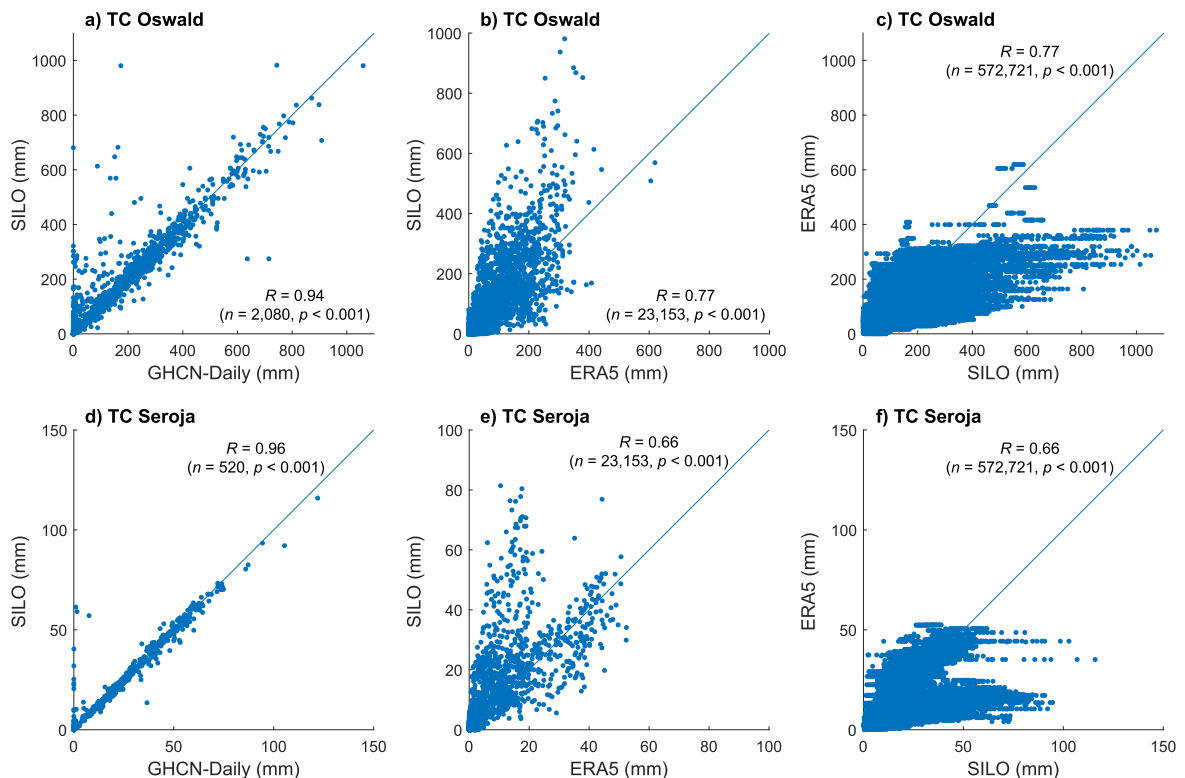 a) TC Oswald
1000
800
600
400
200
0
SILO (mm)
R = 0.94
(n = 2,080, p < 0.001)
0 200 400 600 800 1000
GHCN-Daily (mm)
b) TC Oswald
1000
800
600
400
200
0
SILO (mm)
R = 0.77
(n = 23,153, p < 0.001)
0 200 400 600 800 1000
ERA5 (mm)
c) TC Oswald
R = 0.77
(n = 572,721, p < 0.001)
1000
800
600
400
200
0
ERA5 (mm)
0 200 400 600 800 1000
SILO (mm)
d) TC Seroja
150
R = 0.96
(n = 520, p < 0.001)
100
50
0
SILO (mm)
0 50 100 150
GHCN-Daily (mm)
e) TC Seroja
100
R = 0.66
(n = 23,153, p < 0.001)
80
60
40
20
0
SILO (mm)
0 20 40 60 80 100
ERA5 (mm)
f) TC Seroja
150
R = 0.66
(n = 572,721, p < 0.001)
100
50
0
ERA5 (mm)
0 50 100 150
SILO (mm)